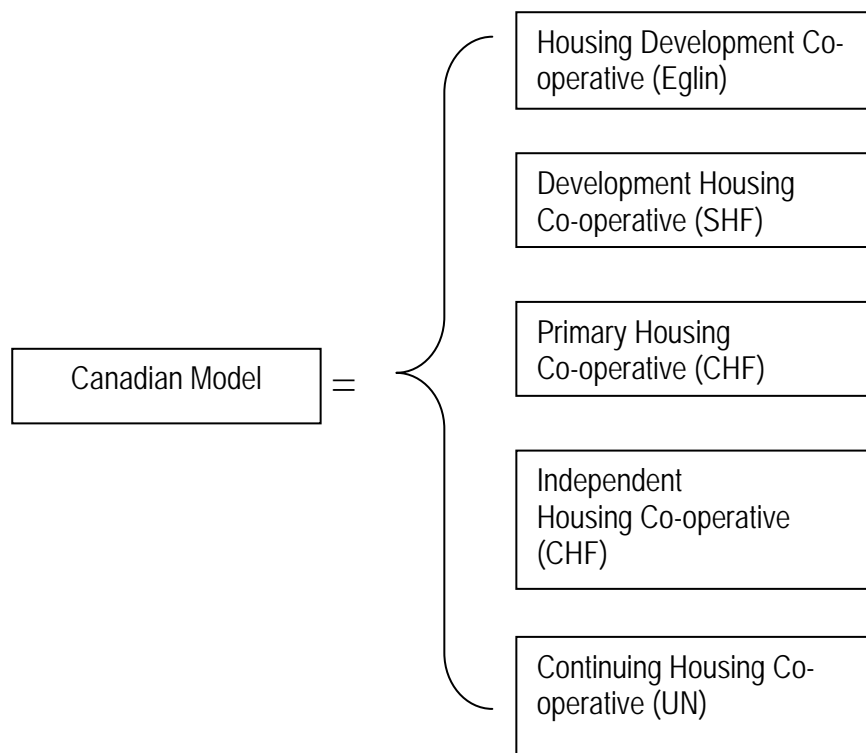 Housing Development Co-
operative (Eglin)
Development Housing
Co-operative (SHF)
Primary Housing
Co-operative (CHF)
Canadian Model
=
Independent
Housing Co-operative
(CHF)
Continuing Housing Co-
operative (UN)